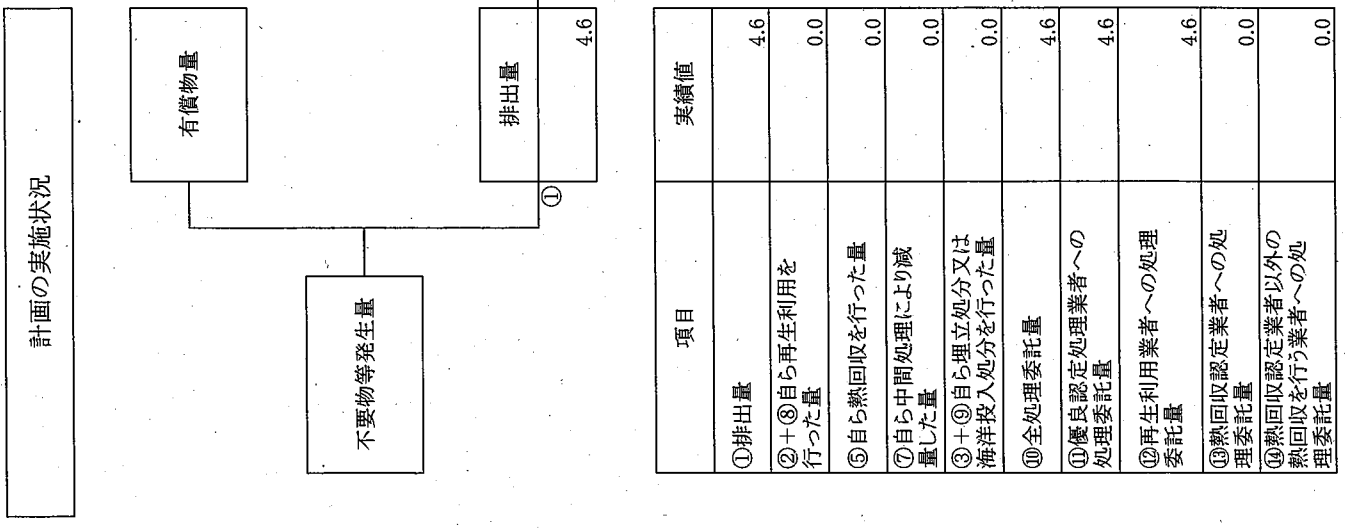 計画の実施状況
有償物量
不要物等発生量
①
排出量
4.6
項目
実績値
①排出量
4.6
②+⑧自ら再生利用を
行った量
0.0
⑤自ら熱回収を行った量
0.0
⑦自ら中間処理により減
量した量
0.0
③+⑨自ら埋立処分又は
海洋投入処分を行った量
0.0
⑩全処理委託量
4.6
⑪優良認定処理業者への
処理委託量
4.6
⑫再生利用業者への処理
委託量
4.6
⑬熱回収認定業者への処
理委託量
0.0
⑭熱回収認定業者以外の
熱回収を行う業者への処
理委託量
0.0